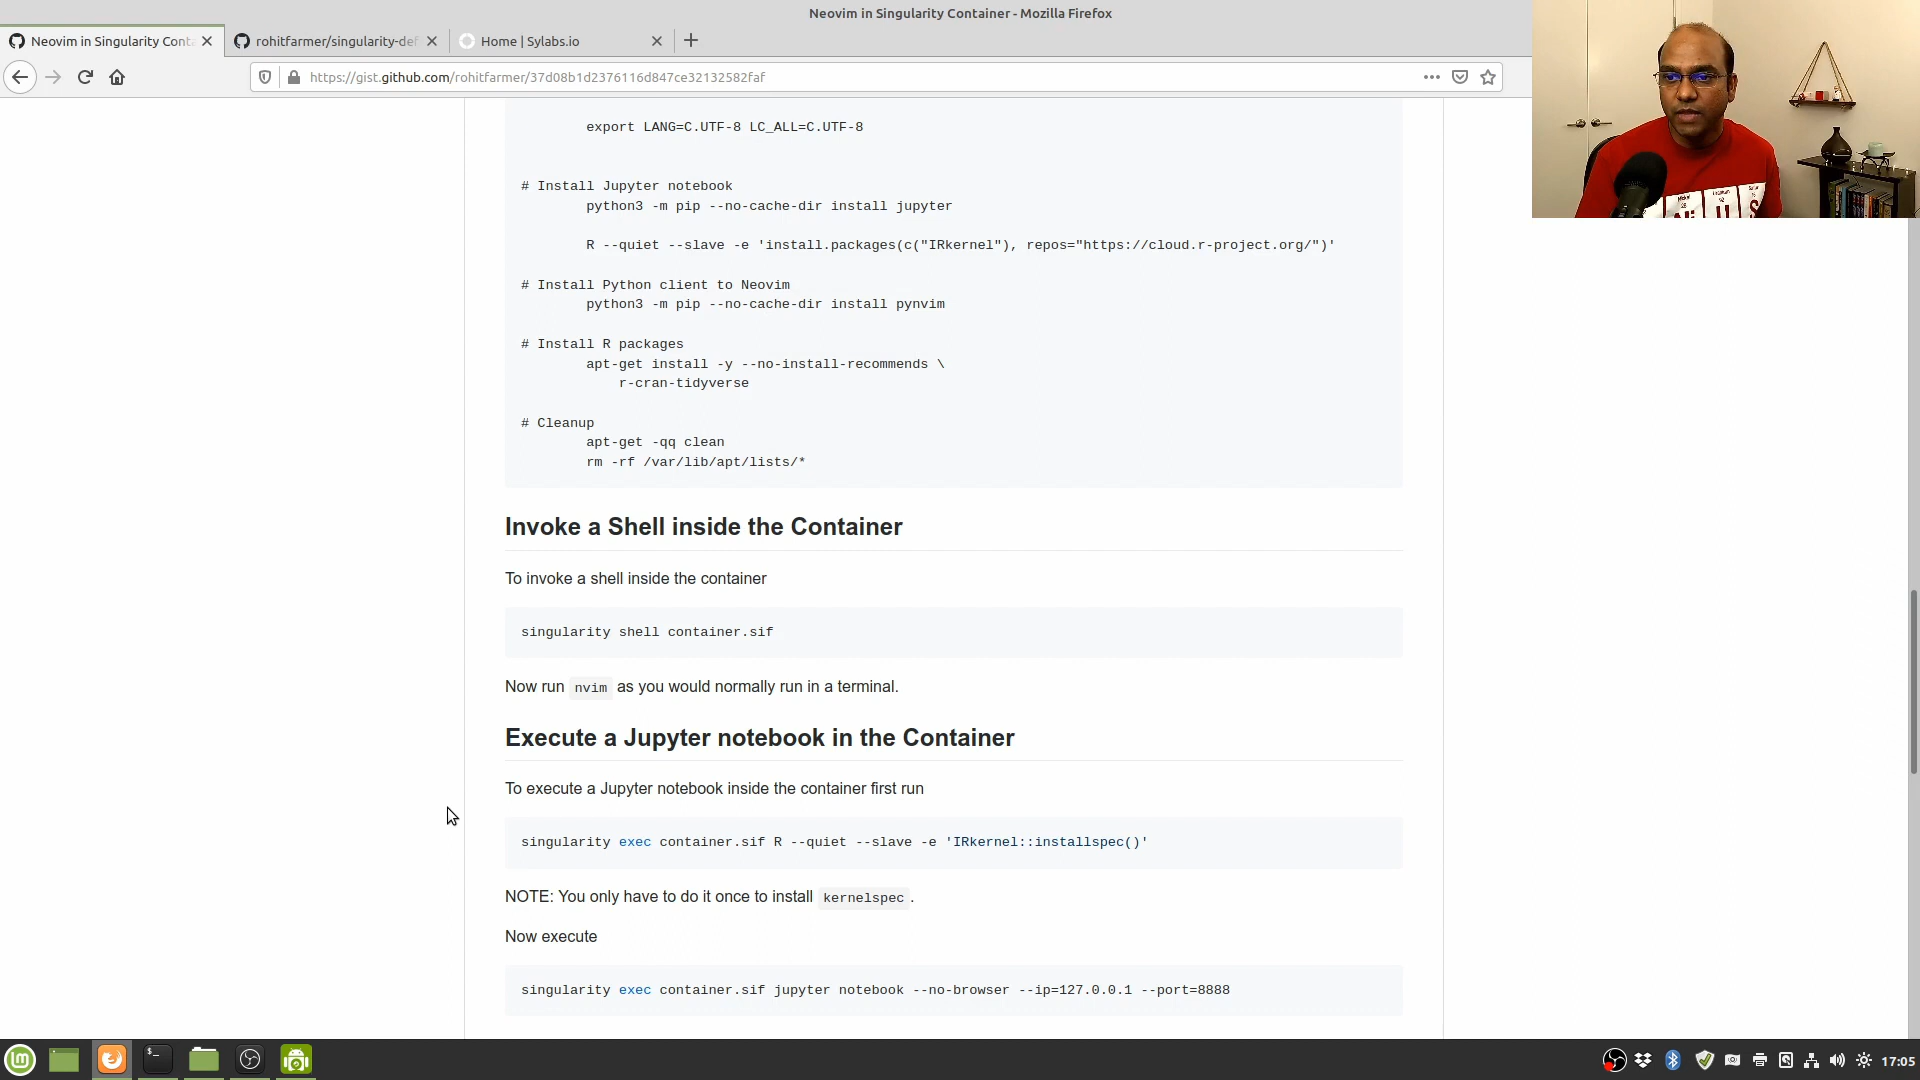 Neovim in Singularity Container - Mozilla Firefox
Neovim in Singularity Cont
rohitfarmer/singularity-def
Home | Sylabs.io
https://gist.github.com/rohitfarmer/37d08b1d2376116d847ce32132582faf
export LANG=C.UTF-8 LC_ALL=C.UTF-8
# Install Jupyter notebook
python3 -m pip --no-cache-dir install jupyter
R --quiet --slave -e 'install.packages(c("IRkernel"), repos="https://cloud.r-project.org/")'
# Install Python client to Neovim
python3 -m pip --no-cache-dir install pynvim
# Install R packages
apt-get install -y --no-install-recommends \
r-cran-tidyverse
# Cleanup
apt-get -qq clean
rm -rf /var/lib/apt/lists/*
Invoke a Shell inside the Container
To invoke a shell inside the container
singularity shell container.sif
Now run nvim as you would normally run in a terminal.
Execute a Jupyter notebook in the Container
To execute a Jupyter notebook inside the container first run
singularity exec container.sif R --quiet --slave -e 'IRkernel::installspec()'
NOTE: You only have to do it once to install kernelspec.
Now execute
singularity exec container.sif jupyter notebook --no-browser --ip=127.0.0.1 --port=8888
17:05